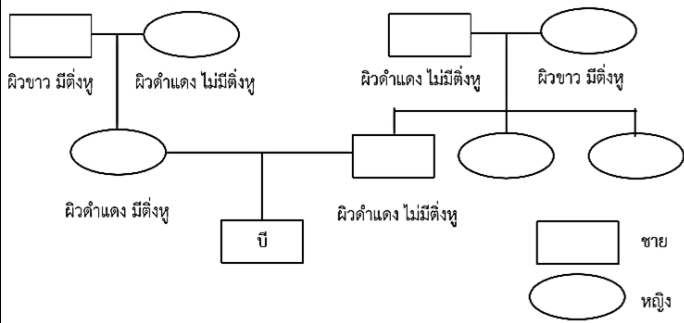 ผิวขาว มีติ่งหู
ผิวดำแดง ไม่มีติ่งหู
ผิวดำแดง ไม่มีติ่งหู
ผิวขาว มีติ่งหู
ผิวดำแดง มีติ่งหู
ผิวดำแดง ไม่มีติ่งหู
บี
ชาย
หญิง